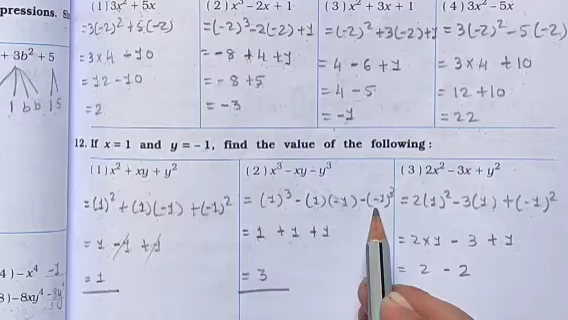 (1) 3x² + 5x
= 3(-2)² + 5(-2)
= 3 × 4 - 10
= 12 - 10
= 2
(2) x³ - 2x + 1
= (-2)³ - 2(-2) + 1
= -8 + 4 + 1
= -8 + 5
= -3
(3) x² + 3x + 1
= (-2)² + 3(-2) + 1
= 4 - 6 + 1
= 4 - 5
= -1
(4) 3x² - 5x
= 3(-2)² - 5(-2)
= 3 × 4 + 10
= 12 + 10
= 22
pressions.
+ 3b² + 5
1 b b 1 5
12. If x = 1 and y = -1, find the value of the following :
(1) x² + xy + y²
= (1)² + (1)(-1) + (-1)²
= 1 - 1 + 1
= 1
(2) x³ - xy - y³
= (1)³ - (1)(-1) - (-1)³
= 1 + 1 + 1
= 3
(3) 2x² - 3x + y²
= 2(1)² - 3(1) + (-1)²
= 2×1 - 3 + 1
= 2 - 2
4) -x⁴ -1
3) -8xy⁴